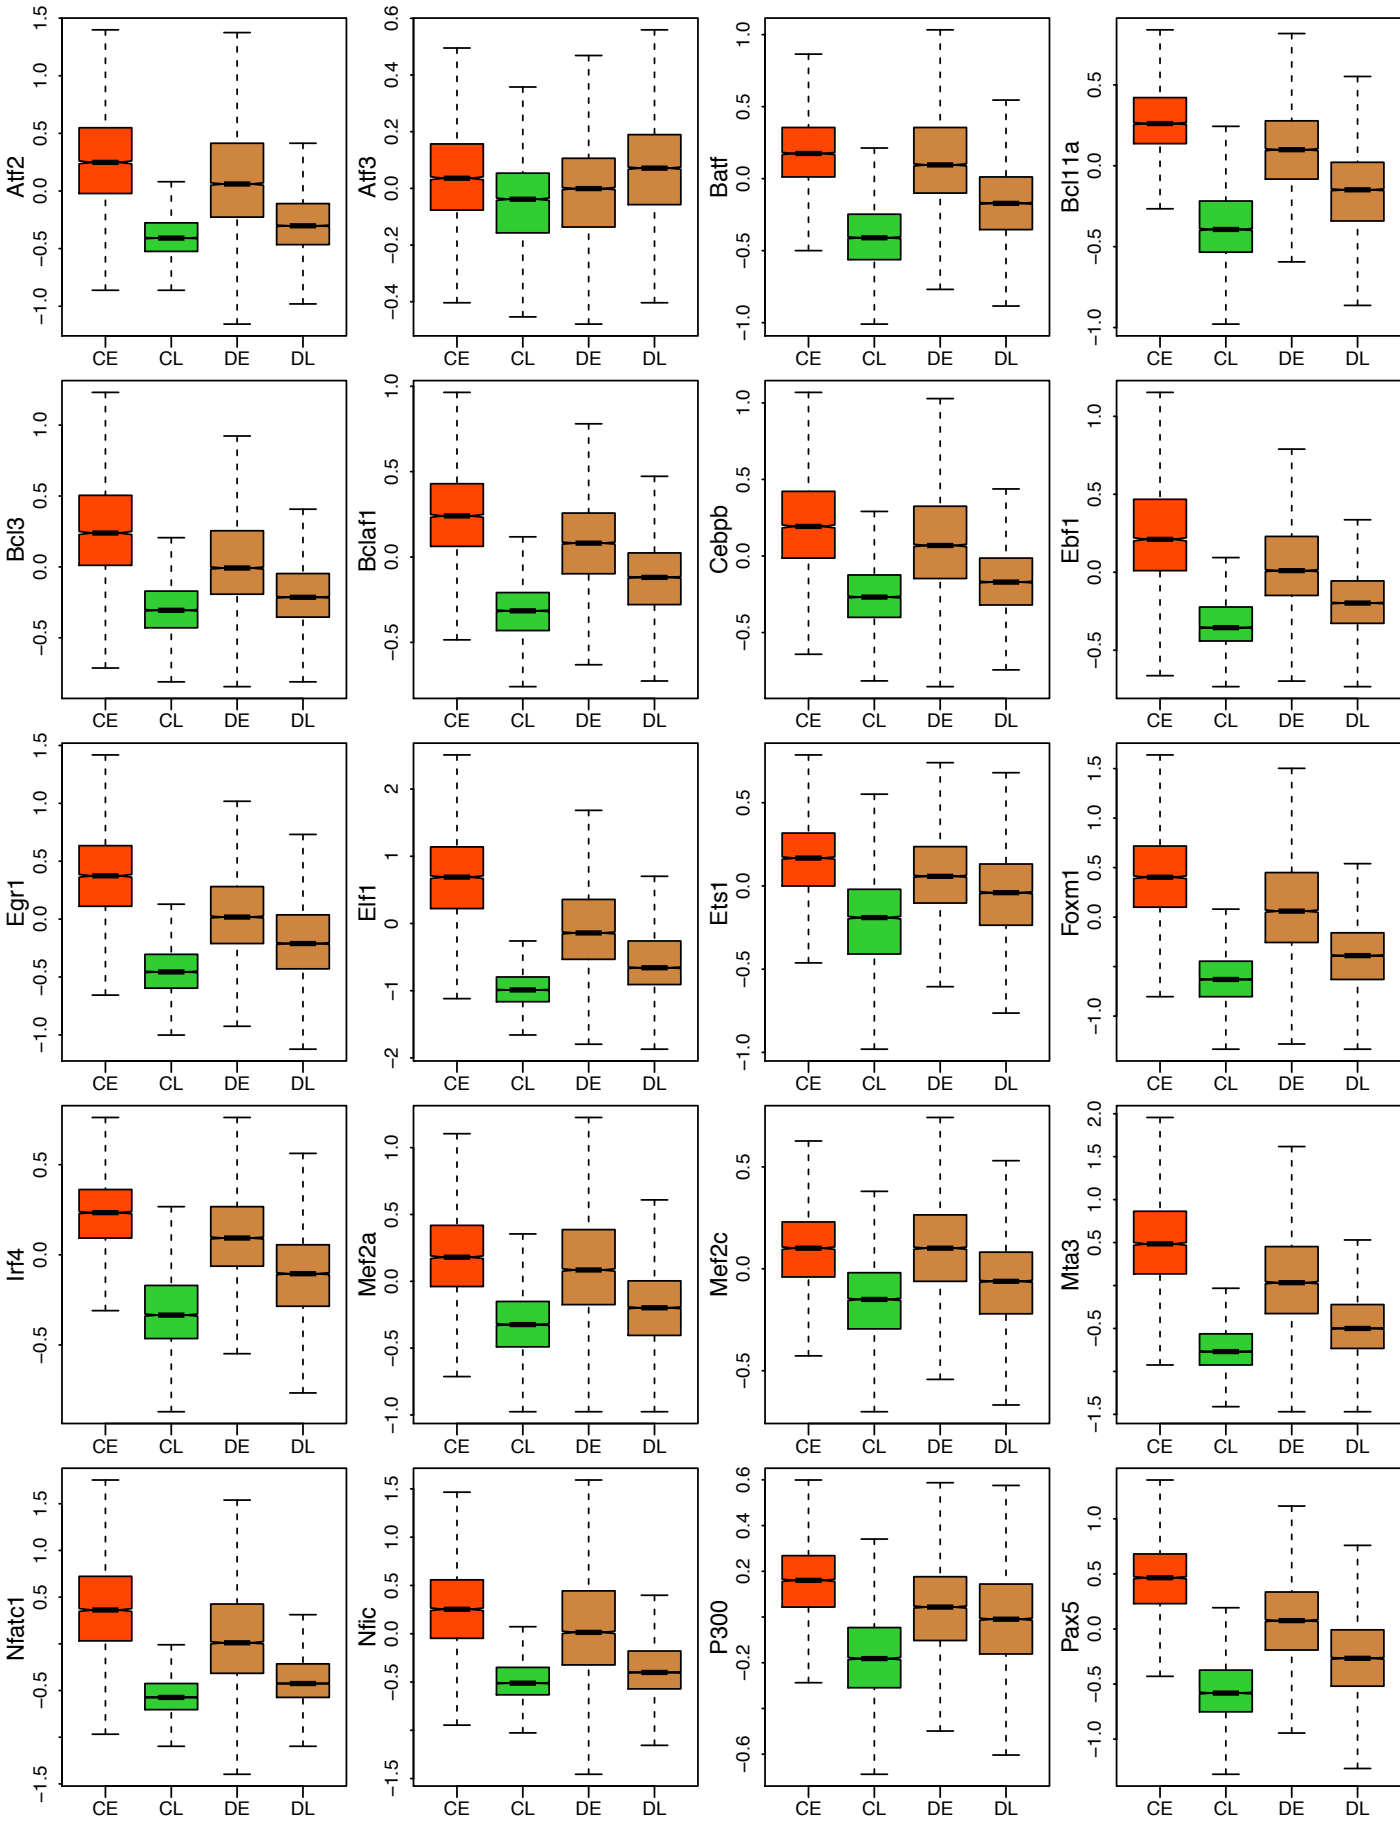 Atf2
−1.0 −0.5 0.0 0.5 1.0 1.5
CE CL DE DL
Atf3
−0.4 −0.2 0.0 0.2 0.4 0.6
CE CL DE DL
Batf
−1.0 −0.5 0.0 0.5 1.0
CE CL DE DL
Bcl11a
−1.0 −0.5 0.0 0.5
CE CL DE DL
Bcl3
−0.5 0.0 0.5 1.0
CE CL DE DL
Bclaf1
−0.5 0.0 0.5 1.0
CE CL DE DL
Cebpb
−0.5 0.0 0.5 1.0
CE CL DE DL
Ebf1
−0.5 0.0 0.5 1.0
CE CL DE DL
Egr1
−1.0 −0.5 0.0 0.5 1.0 1.5
CE CL DE DL
Elf1
−2 −1 0 1 2
CE CL DE DL
Ets1
−1.0 −0.5 0.0 0.5
CE CL DE DL
Foxm1
−1.0 0.0 0.5 1.0 1.5
CE CL DE DL
Irf4
−0.5 0.0 0.5
CE CL DE DL
Mef2a
−1.0 −0.5 0.0 0.5 1.0
CE CL DE DL
Mef2c
−0.5 0.0 0.5
CE CL DE DL
Mta3
−1.5 −0.5 0.5 1.0 1.5 2.0
CE CL DE DL
Nfatc1
−1.5 −0.5 0.5 1.0 1.5
CE CL DE DL
Nfic
−1.5 −0.5 0.0 0.5 1.0 1.5
CE CL DE DL
P300
−0.6 −0.2 0.2 0.4 0.6
CE CL DE DL
Pax5
−1.0 −0.5 0.0 0.5 1.0
CE CL DE DL